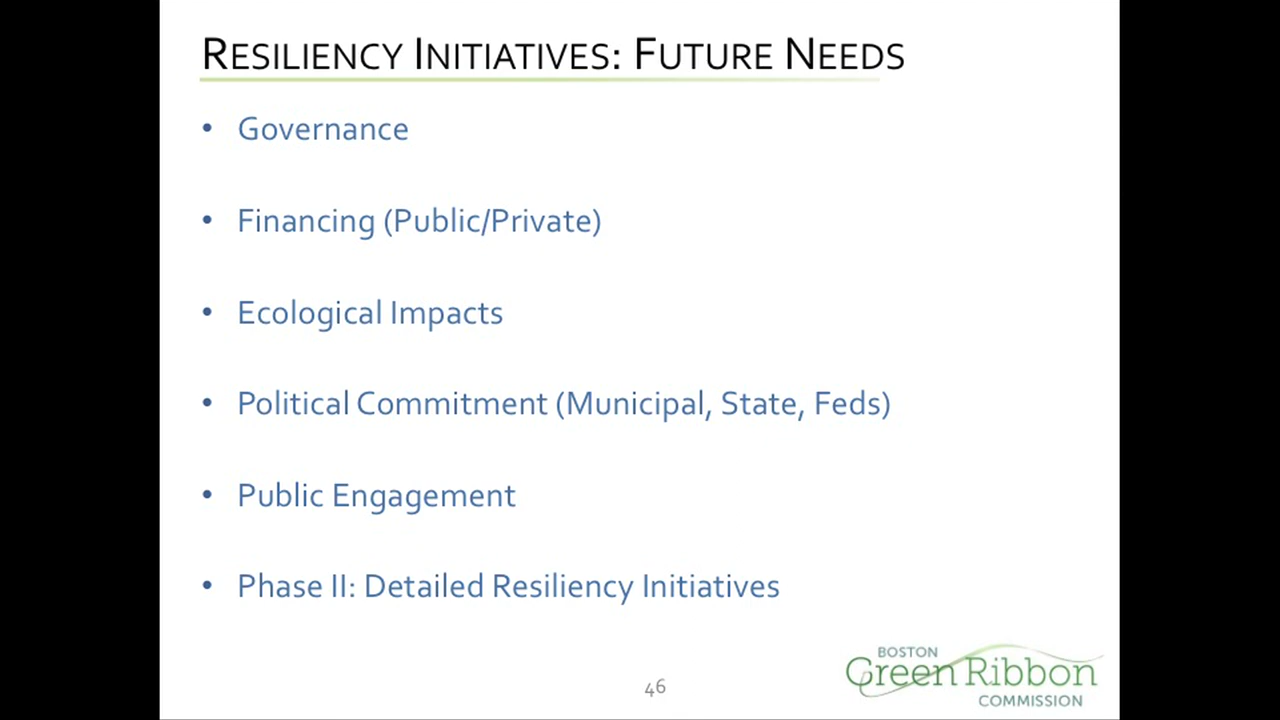 RESILIENCY INITIATIVES: FUTURE NEEDS
• Governance
• Financing (Public/Private)
• Ecological Impacts
• Political Commitment (Municipal, State, Feds)
• Public Engagement
• Phase II: Detailed Resiliency Initiatives
46
BOSTON
Green Ribbon
COMMISSION